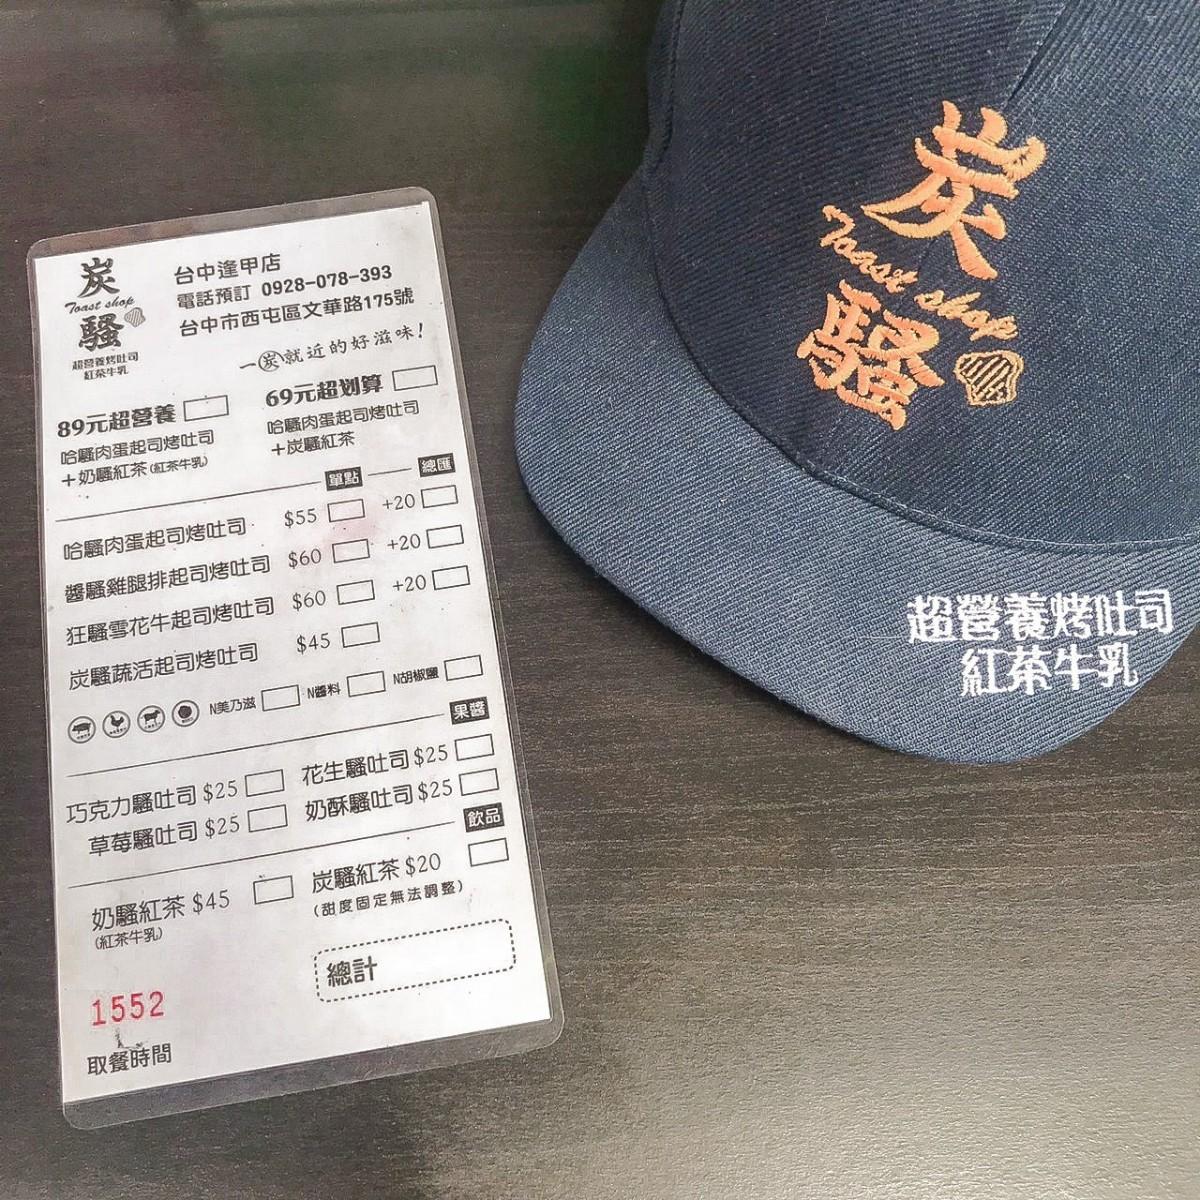 炭
Toast shop
騷
超營養烤吐司
紅茶牛乳
台中逢甲店
電話預訂 0928-078-393
台中市西屯區文華路175號
一炭就近的好滋味!
89元超營養
哈騷肉蛋起司烤吐司
+奶騷紅茶(紅茶牛乳)
69元超划算
哈騷肉蛋起司烤吐司
+炭騷紅茶
單點 總匯
哈騷肉蛋起司烤吐司 $55 +20
醬騷雞腿排起司烤吐司 $60 +20
狂騷雪花牛起司烤吐司 $60 +20
炭騷蔬活起司烤吐司 $45
N美乃滋 N醬料 N胡椒鹽
果醬
巧克力騷吐司 $25 花生騷吐司 $25
草莓騷吐司 $25 奶酥騷吐司 $25
飲品
奶騷紅茶 $45 炭騷紅茶 $20
(紅茶牛乳) (甜度固定無法調整)
總計
1552
取餐時間
炭
Toast shop
騷
超營養烤吐司
紅茶牛乳